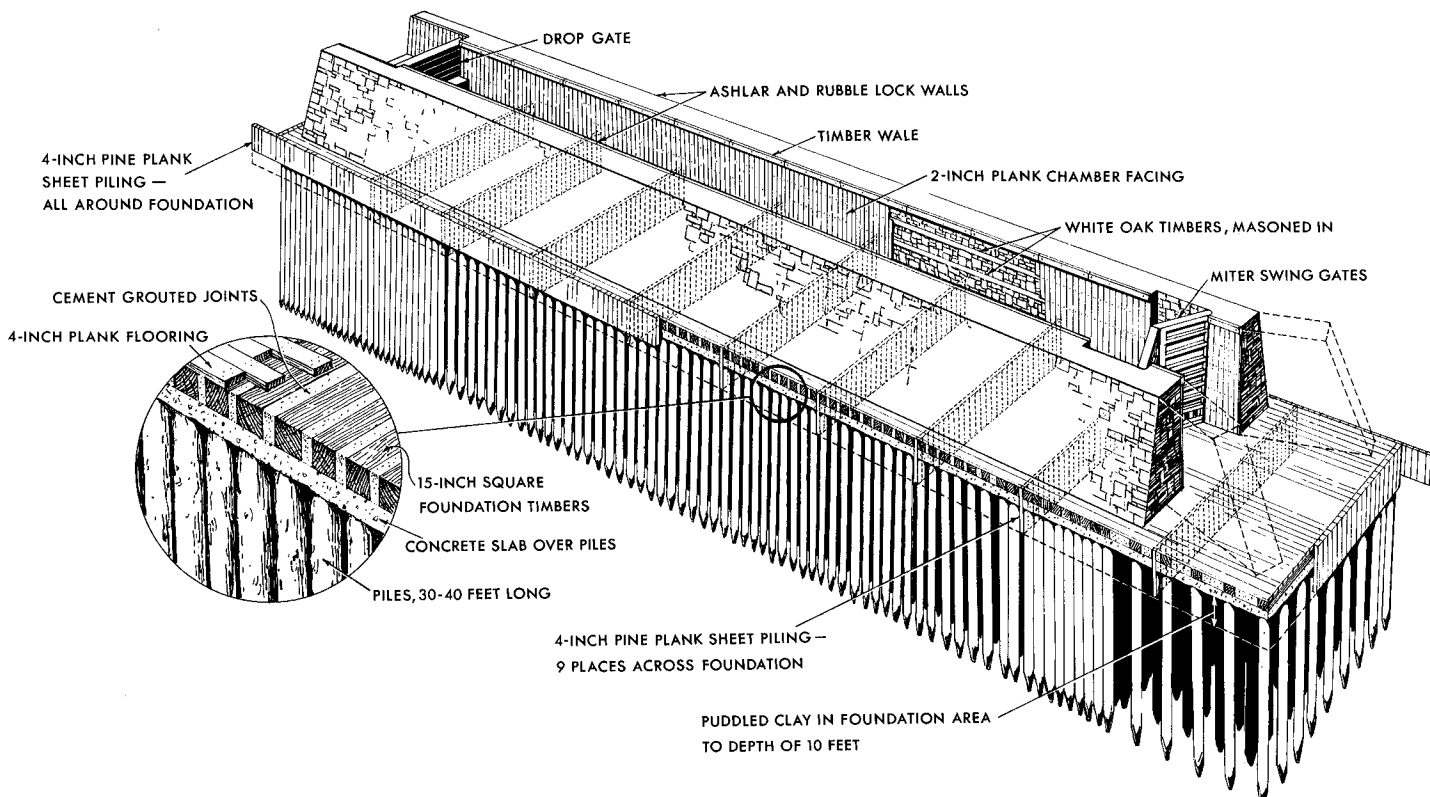 DROP GATE
ASHLAR AND RUBBLE LOCK WALLS
TIMBER WALE
4-INCH PINE PLANK
SHEET PILING —
ALL AROUND FOUNDATION
2-INCH PLANK CHAMBER FACING
WHITE OAK TIMBERS, MASONED IN
MITER SWING GATES
CEMENT GROUTED JOINTS
4-INCH PLANK FLOORING
15-INCH SQUARE
FOUNDATION TIMBERS
CONCRETE SLAB OVER PILES
PILES, 30-40 FEET LONG
4-INCH PINE PLANK SHEET PILING —
9 PLACES ACROSS FOUNDATION
PUDDLED CLAY IN FOUNDATION AREA
TO DEPTH OF 10 FEET